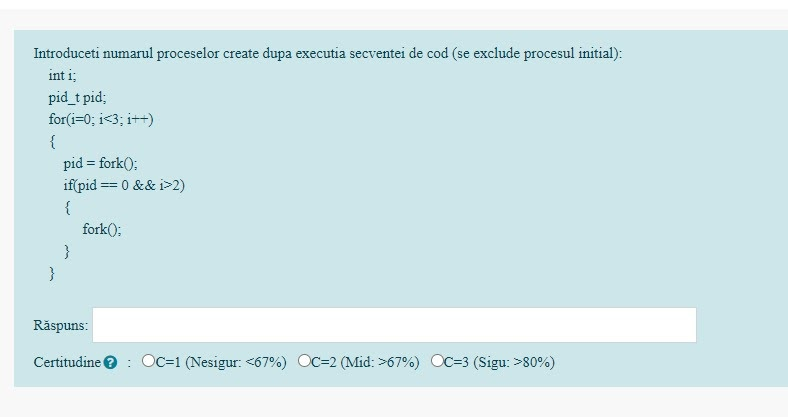 Introduceti numarul proceselor create dupa executia secventei de cod (se exclude procesul initial):
int i;
pid_t pid;
for(i=0; i<3; i++)
{
pid = fork();
if(pid == 0 && i>2)
{
fork();
}
}
Răspuns:
Certitudine ? : C=1 (Nesigur: <67%) C=2 (Mid: >67%) C=3 (Sigu: >80%)